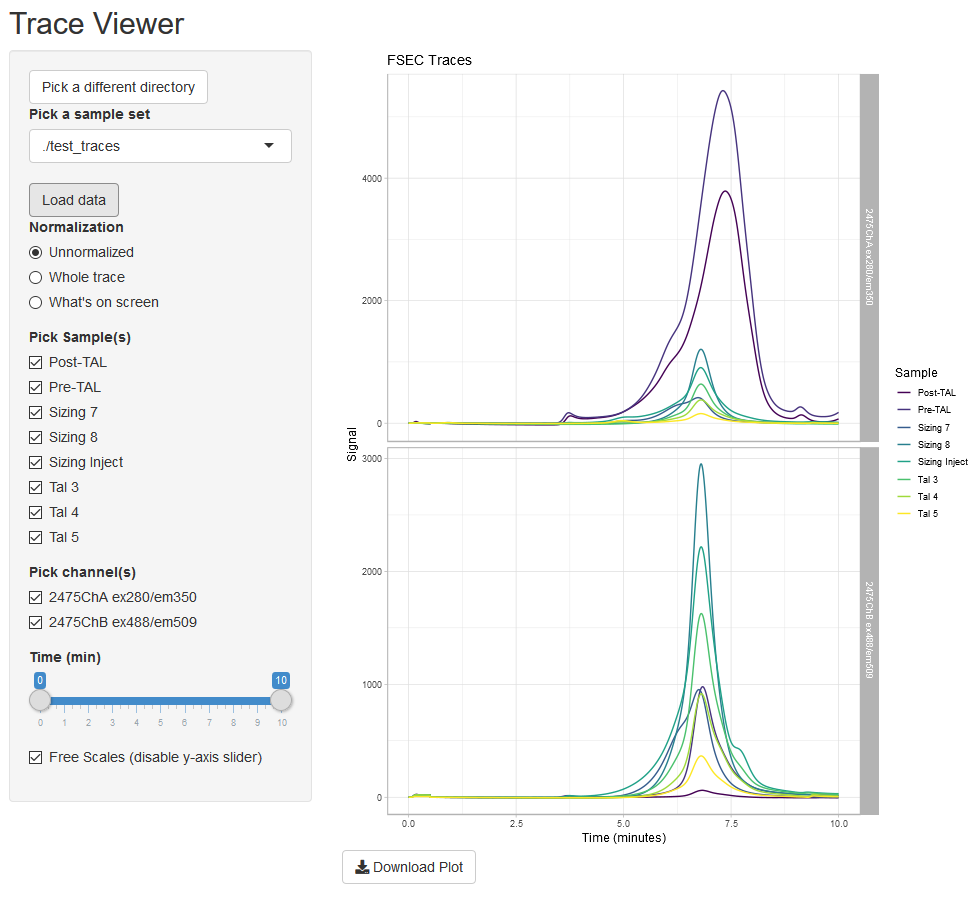 Trace Viewer
Pick a different directory
Pick a sample set
./test_traces
Load data
Normalization
Unnormalized
Whole trace
What's on screen
Pick Sample(s)
Post-TAL
Pre-TAL
Sizing 7
Sizing 8
Sizing Inject
Tal 3
Tal 4
Tal 5
Pick channel(s)
2475ChA ex280/em350
2475ChB ex488/em509
Time (min)
0
10
0 1 2 3 4 5 6 7 8 9 10
Free Scales (disable y-axis slider)
FSEC Traces
4000
2000
0
2475ChA ex280/em350
Signal
3000
2000
1000
0
2475ChB ex488/em509
0.0 2.5 5.0 7.5 10.0
Time (minutes)
Sample
Post-TAL
Pre-TAL
Sizing 7
Sizing 8
Sizing Inject
Tal 3
Tal 4
Tal 5
Download Plot